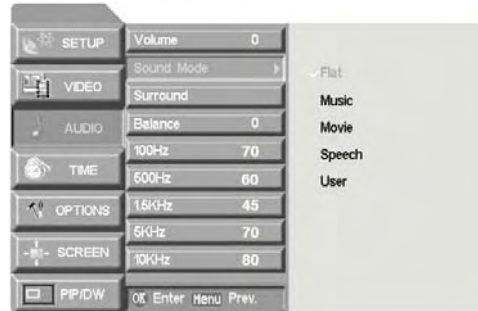 SETUP
VIDEO
AUDIO
TIME
OPTIONS
SCREEN
PIP/DW
Volume 0
Sound Mode
Surround
Balance 0
100Hz 70
500Hz 60
1.5KHz 45
5KHz 70
10KHz 80
OK Enter Menu Prev.
Flat
Music
Movie
Speech
User